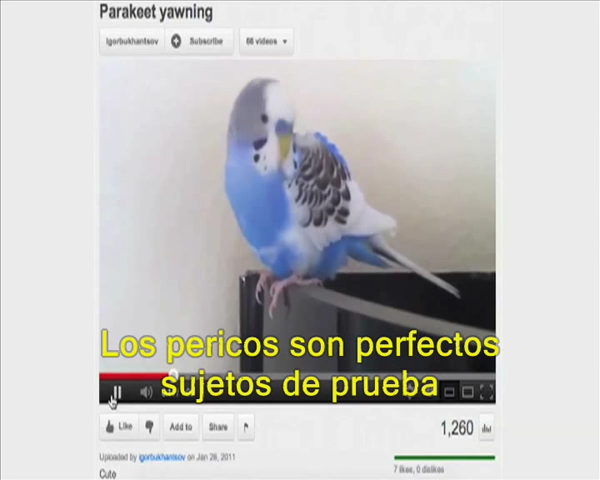 Parakeet yawning
igorbukhantsov Subscribe 66 videos
Los pericos son perfectos
sujetos de prueba
Like Add to Share 1,260
Uploaded by igorbukhantsov on Jan 26, 2011
7 likes, 0 dislikes
Cute